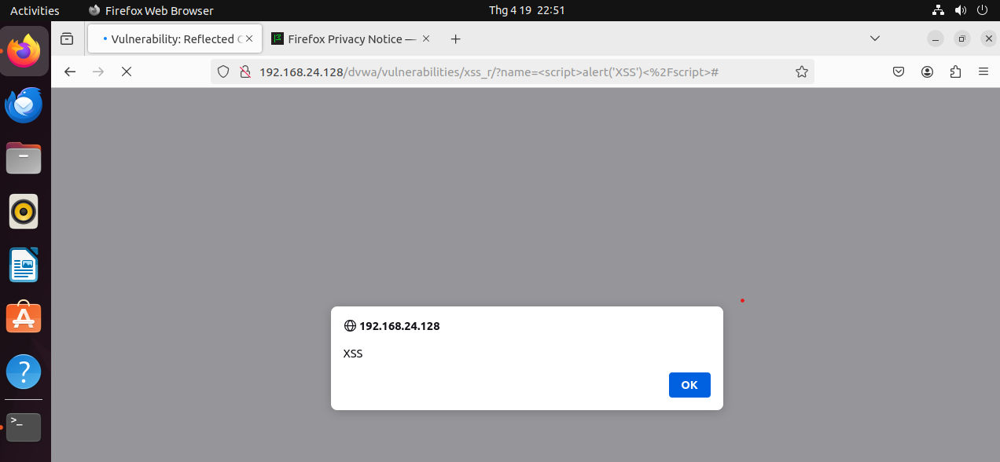 Activities Firefox Web Browser Thg 4 19 22:51
Vulnerability: Reflected C Firefox Privacy Notice —
192.168.24.128/dvwa/vulnerabilities/xss_r/?name=<script>alert('XSS')<%2Fscript>#
192.168.24.128
XSS
OK